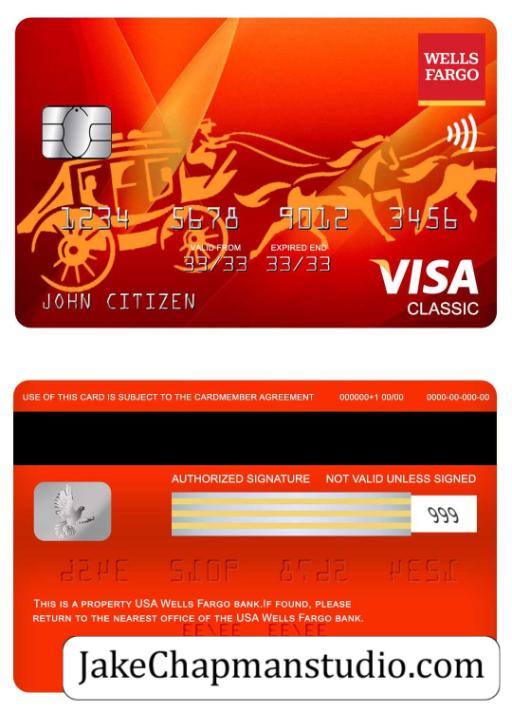 WELLS
FARGO
1234 5678 9012 3456
VALID FROM EXPIRED END
33/33 33/33
JOHN CITIZEN
VISA
CLASSIC
USE OF THIS CARD IS SUBJECT TO THE CARDMEMBER AGREEMENT 000000+1 00/00 0000-00-000-00
AUTHORIZED SIGNATURE NOT VALID UNLESS SIGNED
999
THIS IS A PROPERTY USA WELLS FARGO BANK.IF FOUND, PLEASE
RETURN TO THE NEAREST OFFICE OF THE USA WELLS FARGO BANK.
JakeChapmanstudio.com